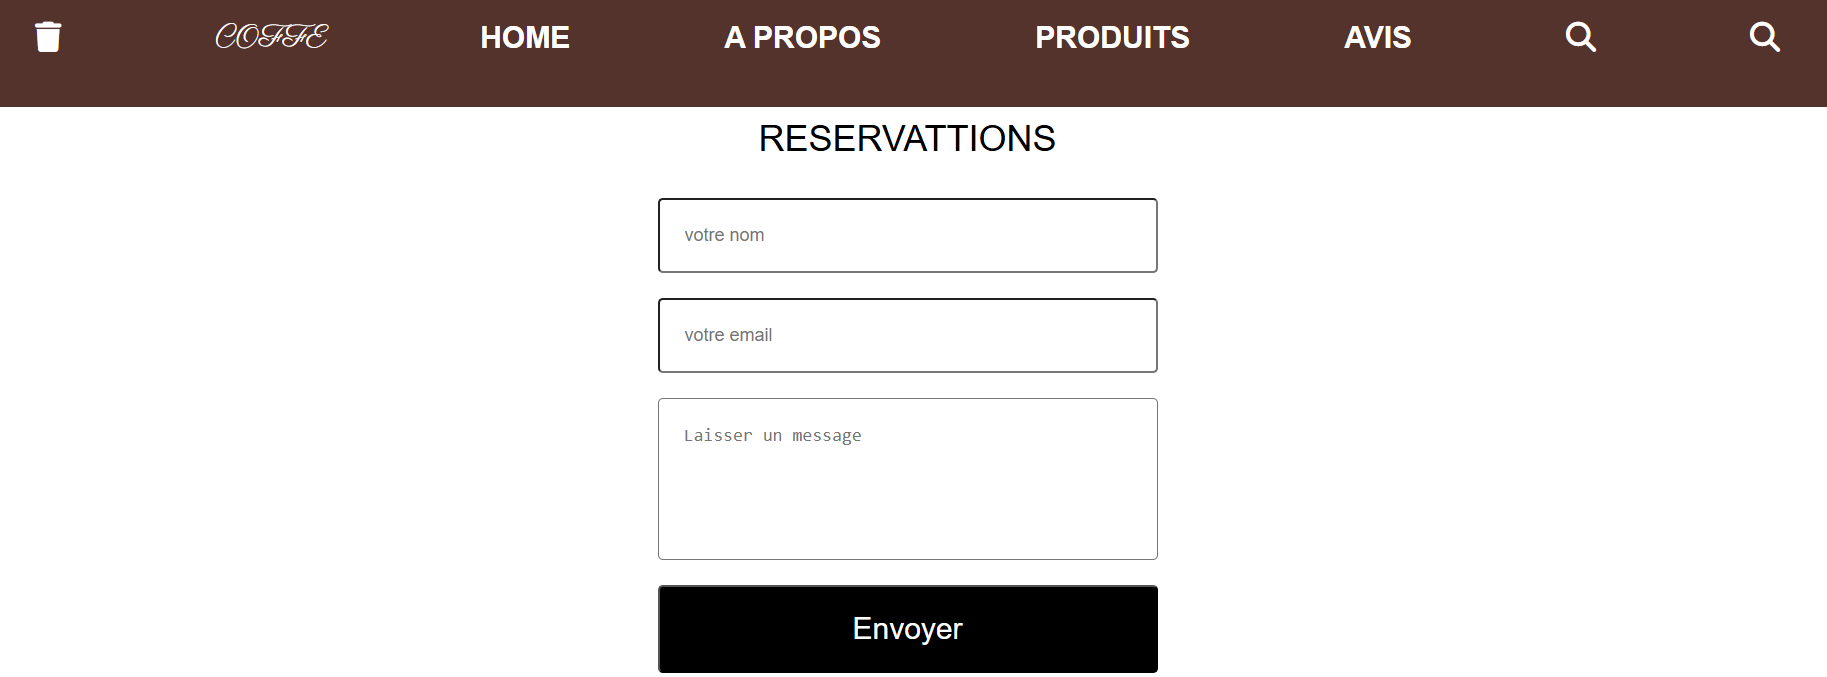 COFFE HOME A PROPOS PRODUITS AVIS
RESERVATTIONS
votre nom
votre email
Laisser un message
Envoyer